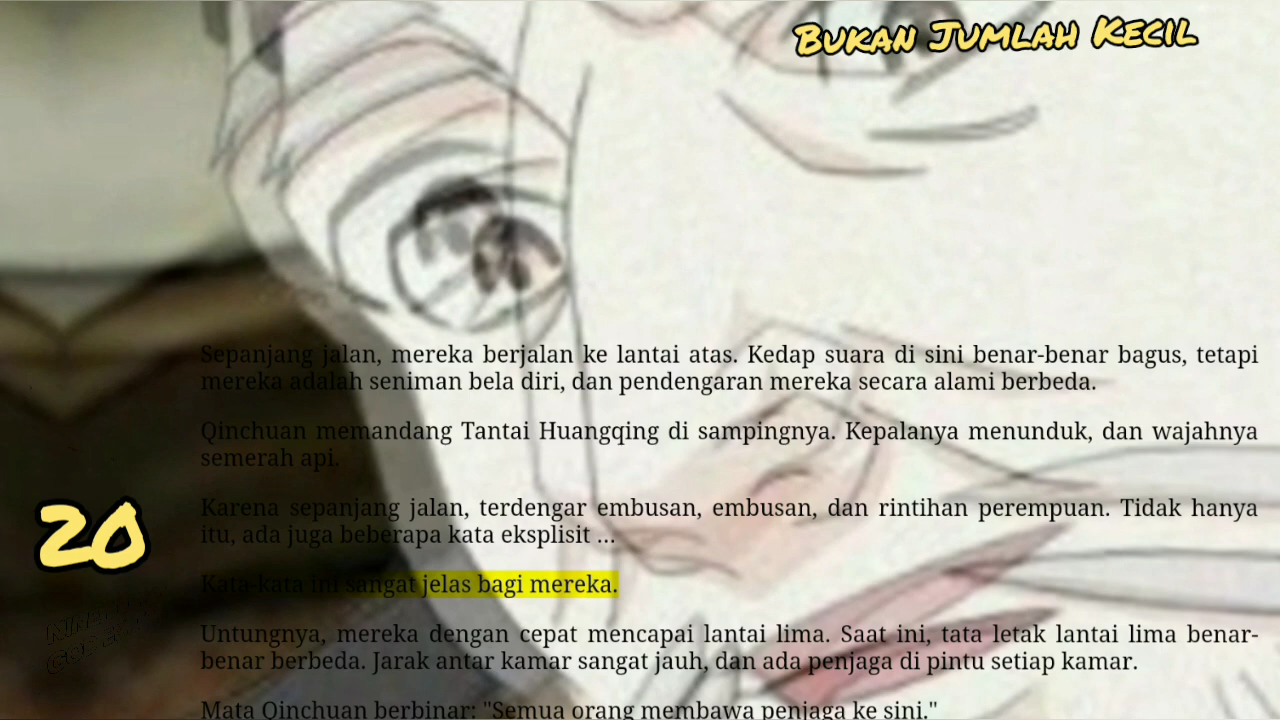 Bukan Jumlah Kecil
Sepanjang jalan, mereka berjalan ke lantai atas. Kedap suara di sini benar-benar bagus, tetapi
mereka adalah seniman bela diri, dan pendengaran mereka secara alami berbeda.
Qinchuan memandang Tantai Huangqing di sampingnya. Kepalanya menunduk, dan wajahnya
semerah api.
Karena sepanjang jalan, terdengar embusan, embusan, dan rintihan perempuan. Tidak hanya
itu, ada juga beberapa kata eksplisit ...
20
Kata-kata ini sangat jelas bagi mereka.
Untungnya, mereka dengan cepat mencapai lantai lima. Saat ini, tata letak lantai lima benar-
benar berbeda. Jarak antar kamar sangat jauh, dan ada penjaga di pintu setiap kamar.
Mata Qinchuan berbinar: "Semua orang membawa penjaga ke sini."